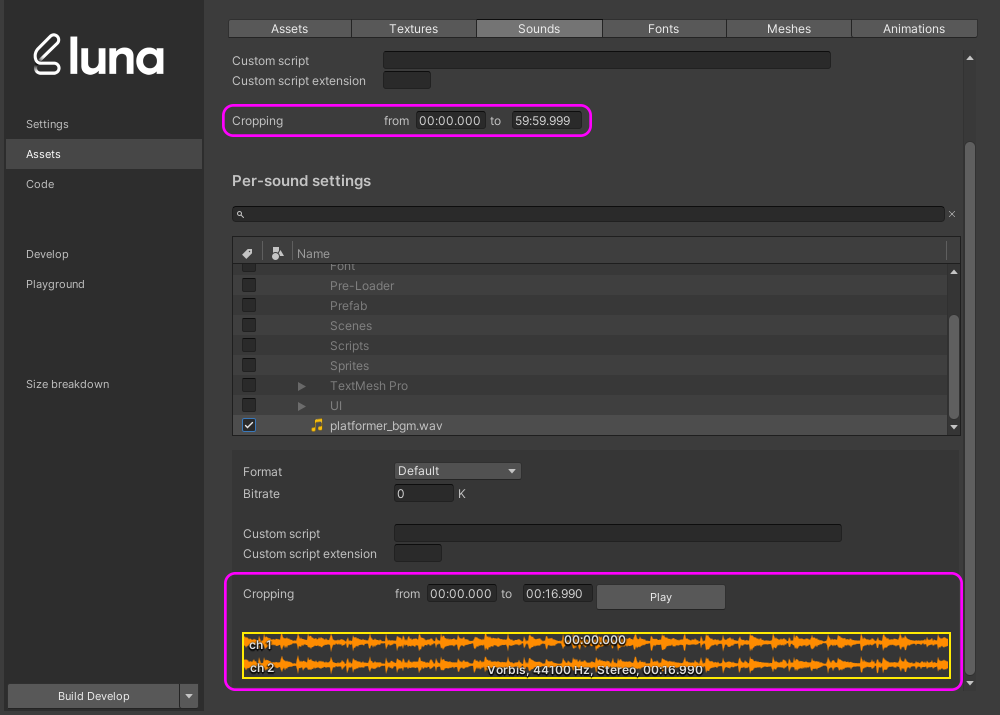 luna
Settings
Assets
Code
Develop
Playground
Size breakdown
Build Develop
Assets Textures Sounds Fonts Meshes Animations
Custom script
Custom script extension
Cropping from 00:00.000 to 59:59.999
Per-sound settings
Name
Font
Pre-Loader
Prefab
Scenes
Scripts
Sprites
TextMesh Pro
UI
platformer_bgm.wav
Format Default
Bitrate 0 K
Custom script
Custom script extension
Cropping from 00:00.000 to 00:16.990 Play
ch 1 00:00.000
ch 2 Vorbis, 44100 Hz, Stereo, 00:16.990